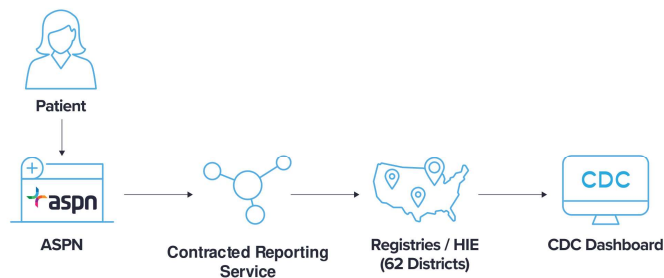 Patient
aspn
ASPN
Contracted Reporting
Service
Registries / HIE
(62 Districts)
CDC
CDC Dashboard